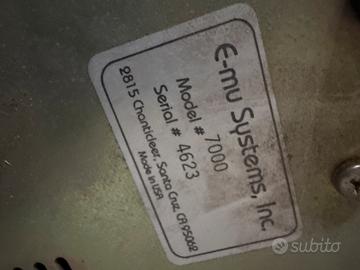 E-mu Systems, Inc.
Model # 7000
Serial # 4623
2815 Chanticleer, Santa Cruz, CA 95062
Made in USA
subito